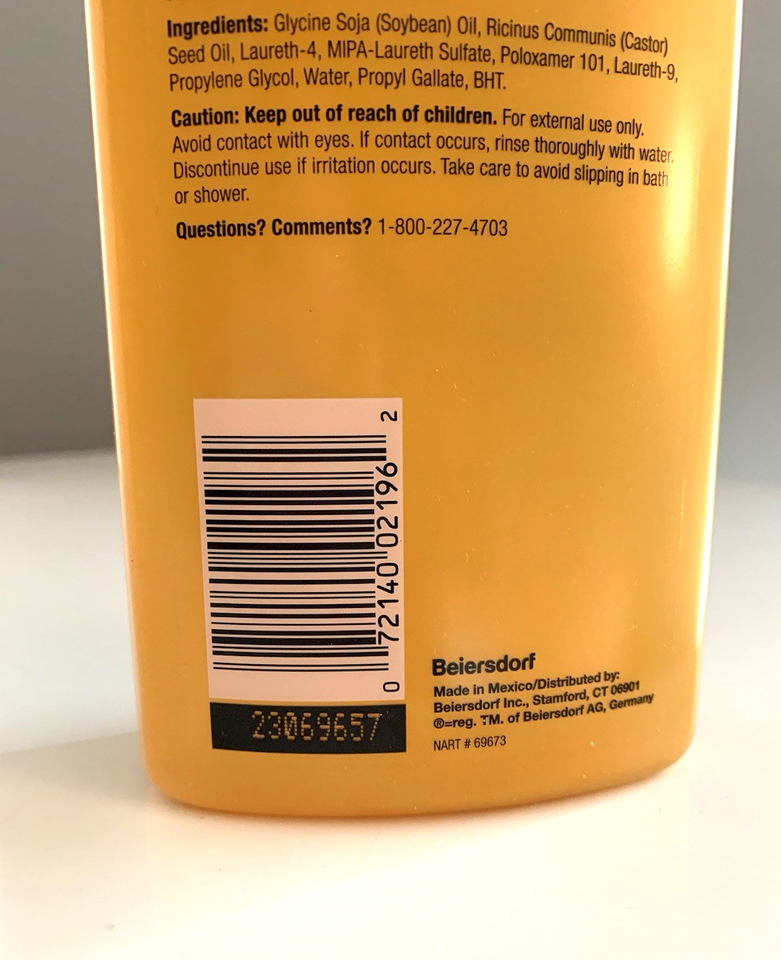 Ingredients: Glycine Soja (Soybean) Oil, Ricinus Communis (Castor)
Seed Oil, Laureth-4, MIPA-Laureth Sulfate, Poloxamer 101, Laureth-9,
Propylene Glycol, Water, Propyl Gallate, BHT.
Caution: Keep out of reach of children. For external use only.
Avoid contact with eyes. If contact occurs, rinse thoroughly with water.
Discontinue use if irritation occurs. Take care to avoid slipping in bath
or shower.
Questions? Comments? 1-800-227-4703
0 72140 02196 2
23069657
Beiersdorf
Made in Mexico/Distributed by:
Beiersdorf Inc., Stamford, CT 06901
®=reg. TM. of Beiersdorf AG, Germany
NART # 69673